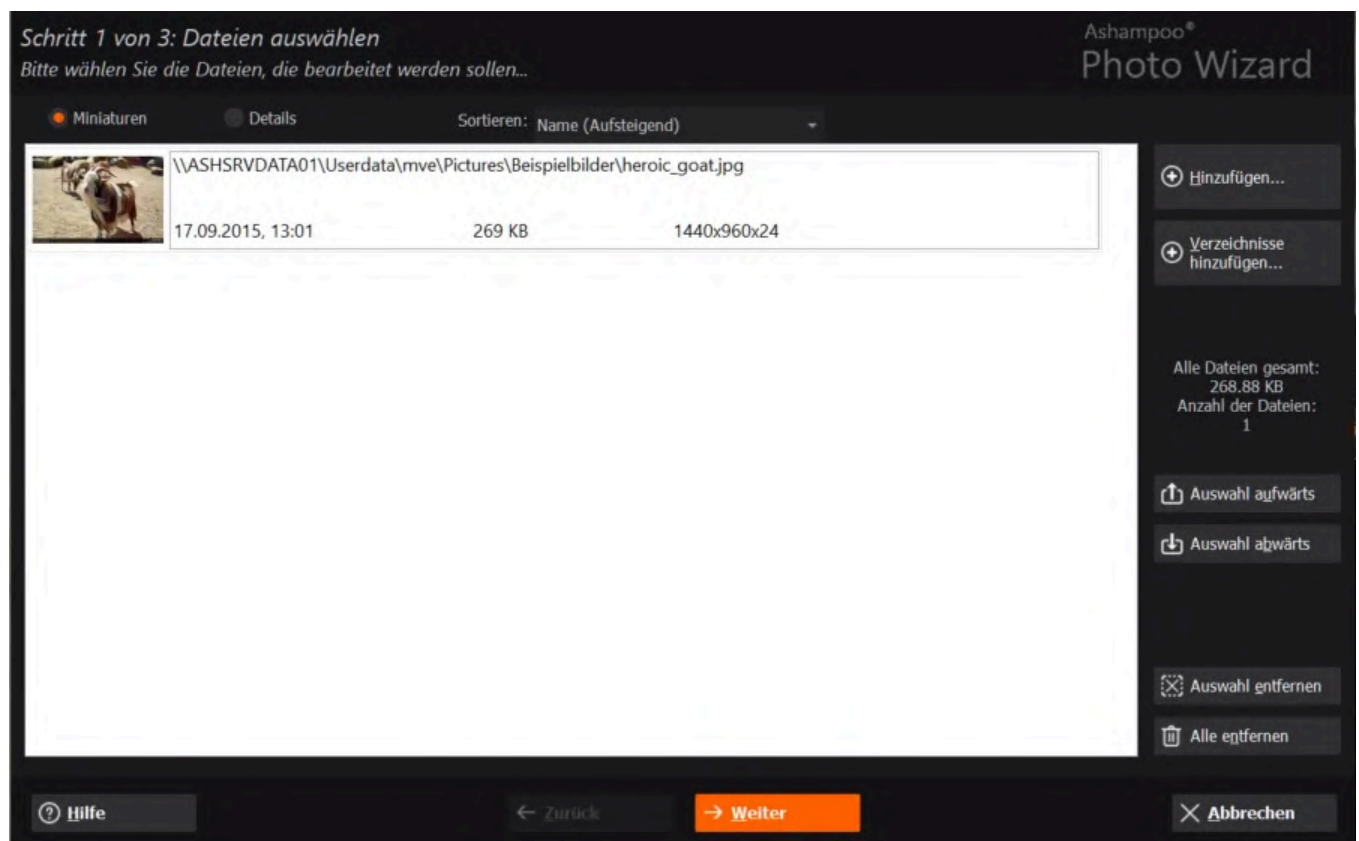 Schritt 1 von 3: Dateien auswählen
Bitte wählen Sie die Dateien, die bearbeitet werden sollen...
Ashampoo®
Photo Wizard
Miniaturen
Details
Sortieren:
Name (Aufsteigend)
\\ASHSRVDATA01\Userdata\mve\Pictures\Beispielbilder\heroic_goat.jpg
17.09.2015, 13:01
269 KB
1440x960x24
Hinzufügen...
Verzeichnisse
hinzufügen...
Alle Dateien gesamt:
268.88 KB
Anzahl der Dateien:
1
Auswahl aufwärts
Auswahl abwärts
Auswahl entfernen
Alle entfernen
Hilfe
Zurück
Weiter
Abbrechen